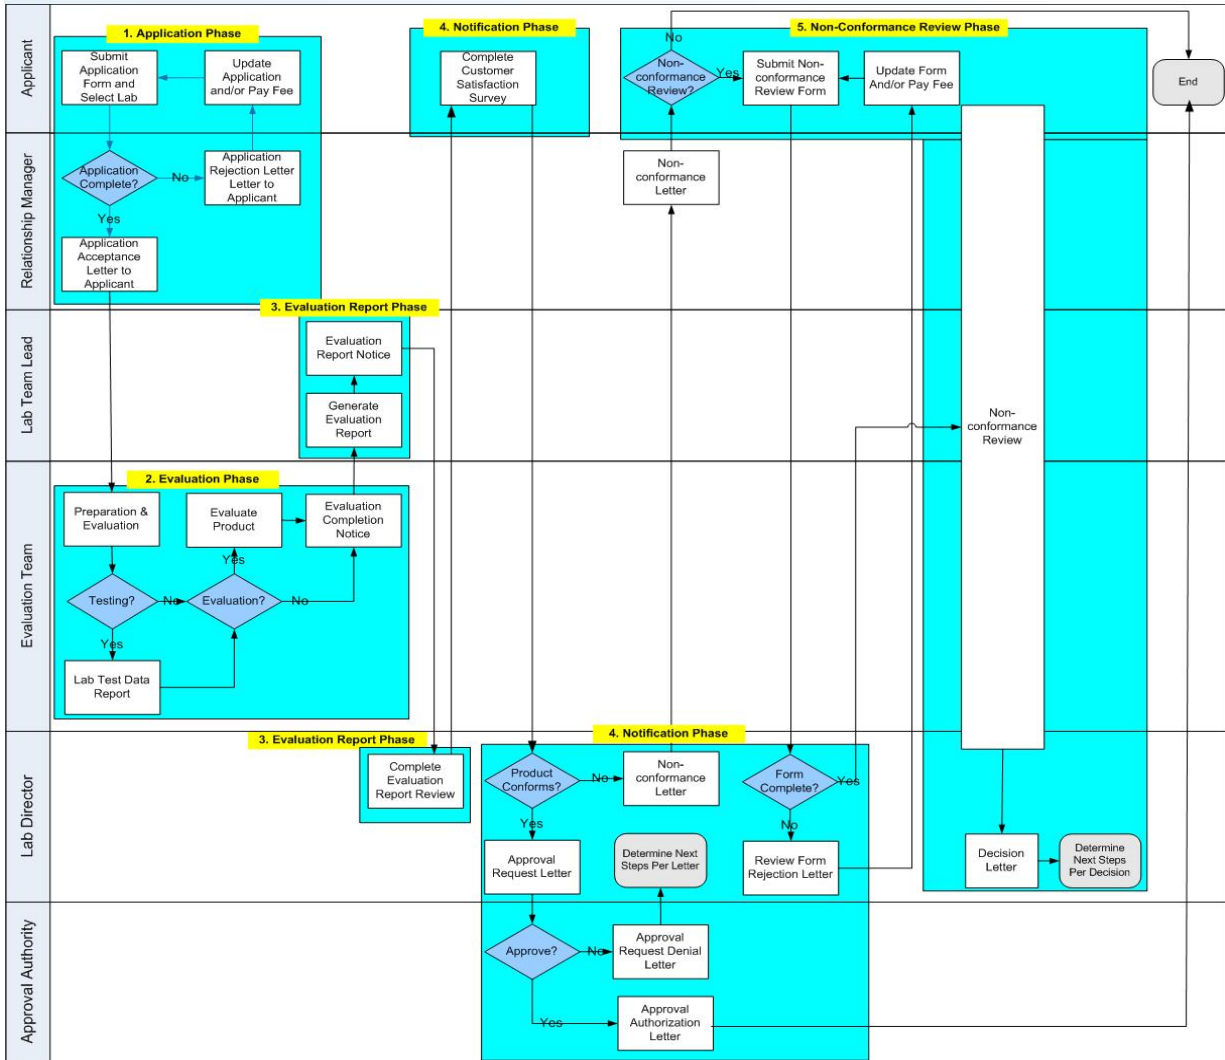 Applicant
1. Application Phase
Submit
Application
Form and
Select Lab
Update
Application
and/or Pay Fee
4. Notification Phase
Complete
Customer
Satisfaction
Survey
5. Non-Conformance Review Phase
No
Non-
conformance
Review?
Yes
Submit Non-
conformance
Review Form
Update Form
And/or Pay Fee
End
Relationship Manager
Application
Complete?
No
Application
Rejection Letter
Letter to
Applicant
Yes
Application
Acceptance
Letter to
Applicant
Non-
conformance
Letter
Lab Team Lead
3. Evaluation Report Phase
Evaluation
Report Notice
Generate
Evaluation
Report
Non-
conformance
Review
Evaluation Team
2. Evaluation Phase
Preparation &
Evaluation
Evaluate
Product
Evaluation
Completion
Notice
Yes
Testing?
No
Evaluation?
No
Yes
Lab Test Data
Report
Lab Director
3. Evaluation Report Phase
Complete
Evaluation
Report Review
4. Notification Phase
Product
Conforms?
No
Non-
conformance
Letter
Form
Complete?
Yes
Yes
No
Approval
Request Letter
Determine Next
Steps Per Letter
Review Form
Rejection Letter
Decision
Letter
Determine
Next Steps
Per Decision
Approval Authority
Approve?
No
Approval
Request Denial
Letter
Yes
Approval
Authorization
Letter